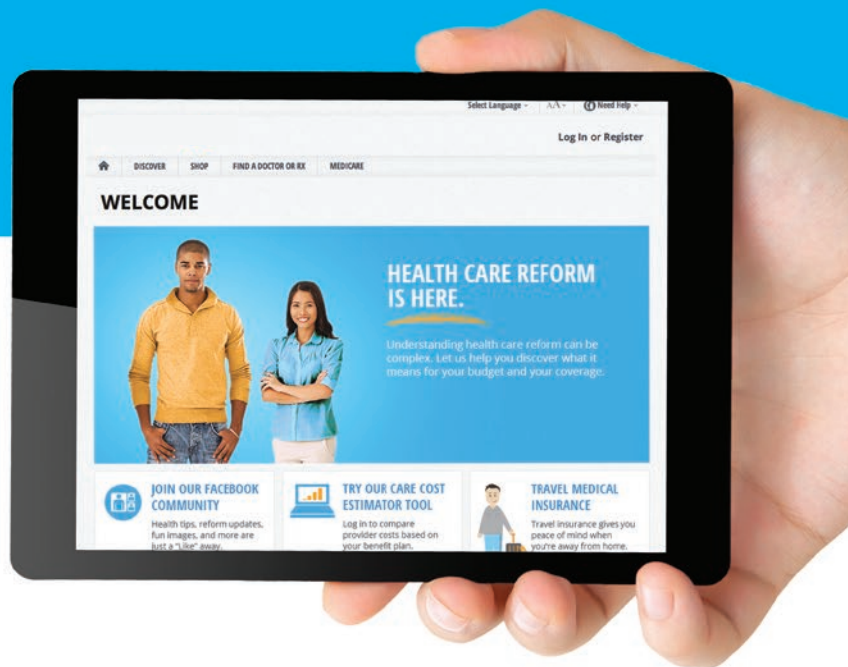 Select Language
AA
Need Help
Log In or Register
DISCOVER SHOP FIND A DOCTOR OR RX MEDICARE
WELCOME
HEALTH CARE REFORM
IS HERE.
Understanding health care reform can be
complex. Let us help you discover what it
means for your budget and your coverage.
JOIN OUR FACEBOOK
COMMUNITY
Health tips, reform updates,
fun images, and more are
just a "Like" away.
TRY OUR CARE COST
ESTIMATOR TOOL
Log in to compare
provider costs based on
your benefit plan.
TRAVEL MEDICAL
INSURANCE
Travel insurance gives you
peace of mind when
you're away from home.